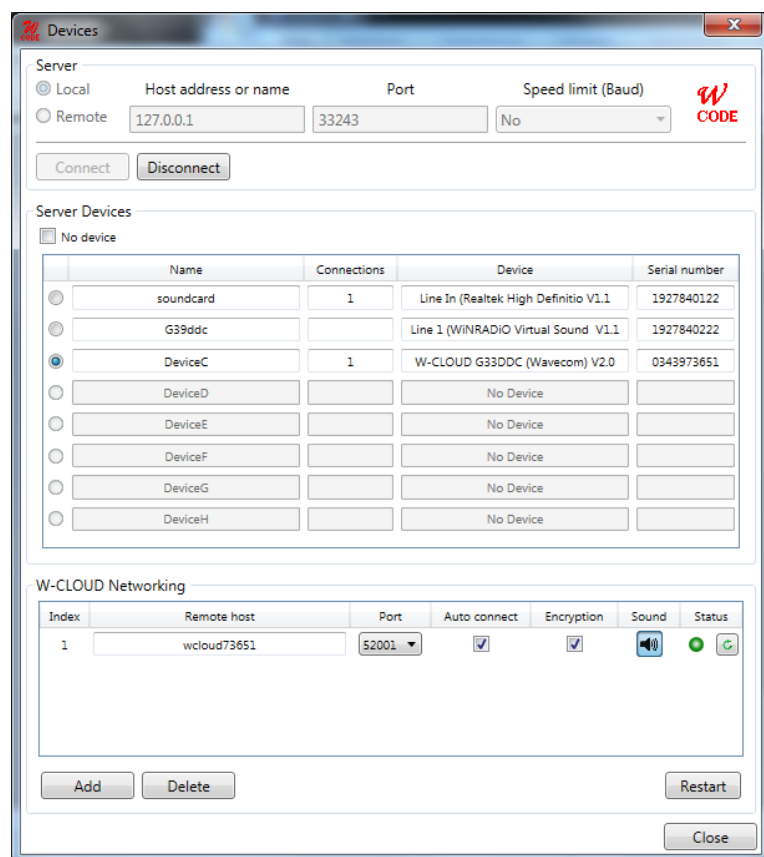 W CODE Devices
Server
Local Host address or name Port Speed limit (Baud)
Remote 127.0.0.1 33243 No
W
CODE
Connect Disconnect
Server Devices
No device
Name Connections Device Serial number
soundcard 1 Line In (Realtek High Definitio V1.1 1927840122
G39ddc Line 1 (WiNRADiO Virtual Sound V1.1 1927840222
DeviceC 1 W-CLOUD G33DDC (Wavecom) V2.0 0343973651
DeviceD No Device
DeviceE No Device
DeviceF No Device
DeviceG No Device
DeviceH No Device
W-CLOUD Networking
Index Remote host Port Auto connect Encryption Sound Status
1 wcloud73651 52001
Add Delete Restart
Close